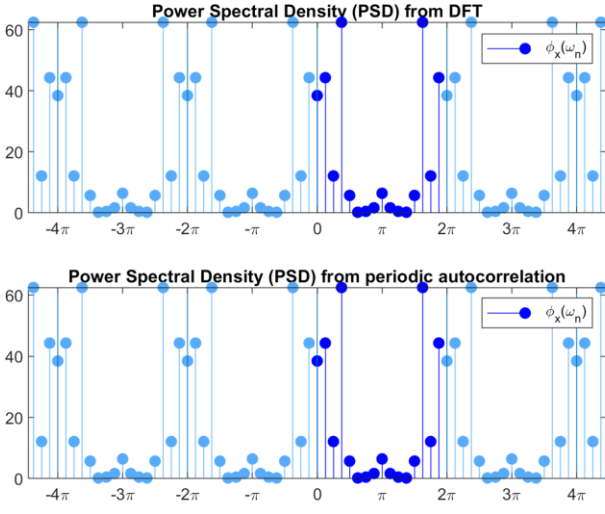 Power Spectral Density (PSD) from DFT
60
40
20
0
ϕx(ωn)
-4π -3π -2π -π 0 π 2π 3π 4π
Power Spectral Density (PSD) from periodic autocorrelation
60
40
20
0
ϕx(ωn)
-4π -3π -2π -π 0 π 2π 3π 4π